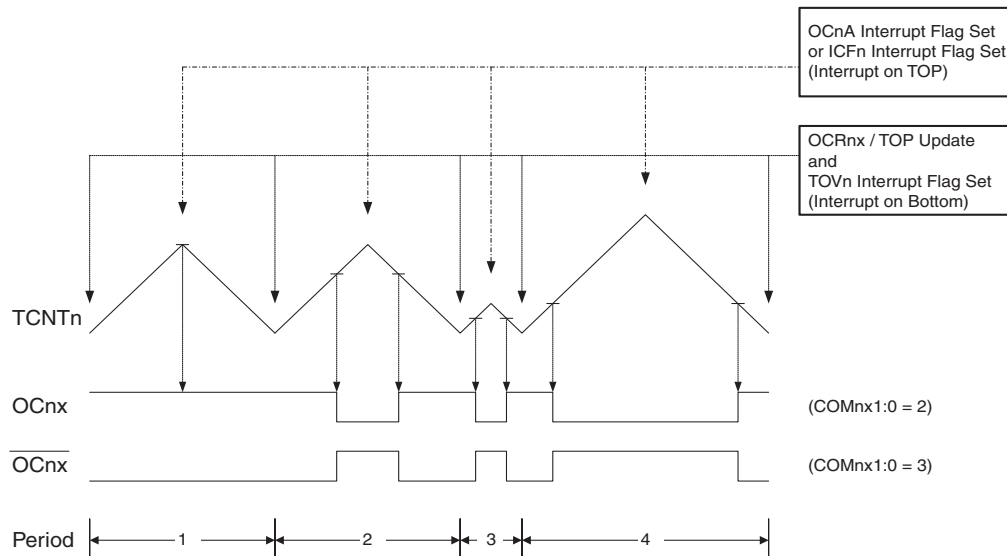 OCnA Interrupt Flag Set
or ICFn Interrupt Flag Set
(Interrupt on TOP)
OCRnx / TOP Update
and
TOVn Interrupt Flag Set
(Interrupt on Bottom)
TCNTn
OCnx
(COMnx1:0 = 2)
OCnx
(COMnx1:0 = 3)
Period
1
2
3
4